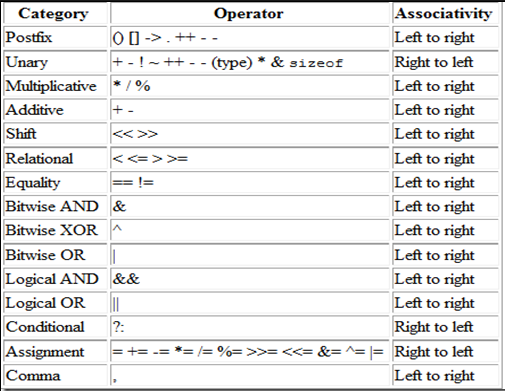 Category Operator Associativity
Postfix () [] -> . ++ - - Left to right
Unary + - ! ~ ++ - - (type) * & sizeof Right to left
Multiplicative * / % Left to right
Additive + - Left to right
Shift << >> Left to right
Relational < <= > >= Left to right
Equality == != Left to right
Bitwise AND & Left to right
Bitwise XOR ^ Left to right
Bitwise OR | Left to right
Logical AND && Left to right
Logical OR || Left to right
Conditional ?: Right to left
Assignment = += -= *= /= %= >>= <<= &= ^= |= Right to left
Comma , Left to right